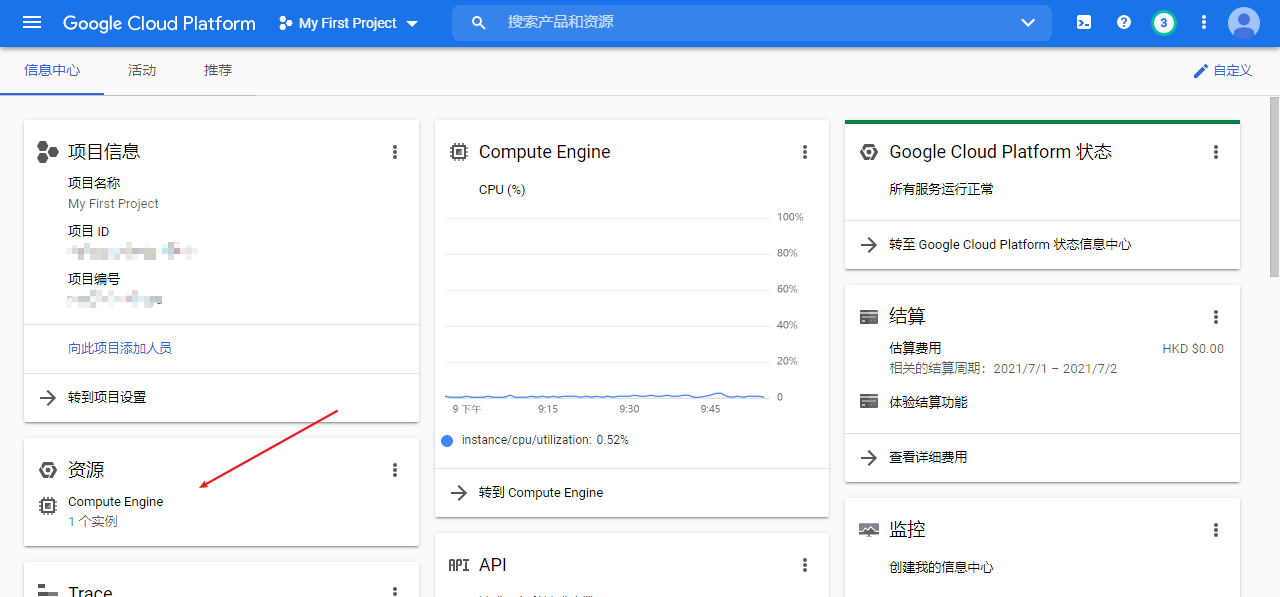 Google Cloud Platform
My First Project
搜索产品和资源
3
信息中心
活动
推荐
自定义
项目信息
项目名称
My First Project
项目 ID
项目编号
向此项目添加人员
转到项目设置
资源
Compute Engine
1 个实例
Trace
Compute Engine
CPU (%)
100%
80%
60%
40%
20%
0
9 下午
9:15
9:30
9:45
instance/cpu/utilization: 0.52%
转到 Compute Engine
API
API
Google Cloud Platform 状态
所有服务运行正常
转至 Google Cloud Platform 状态信息中心
结算
估算费用
HKD $0.00
相关的结算周期：2021/7/1 – 2021/7/2
体验结算功能
查看详细费用
监控
创建我的信息中心